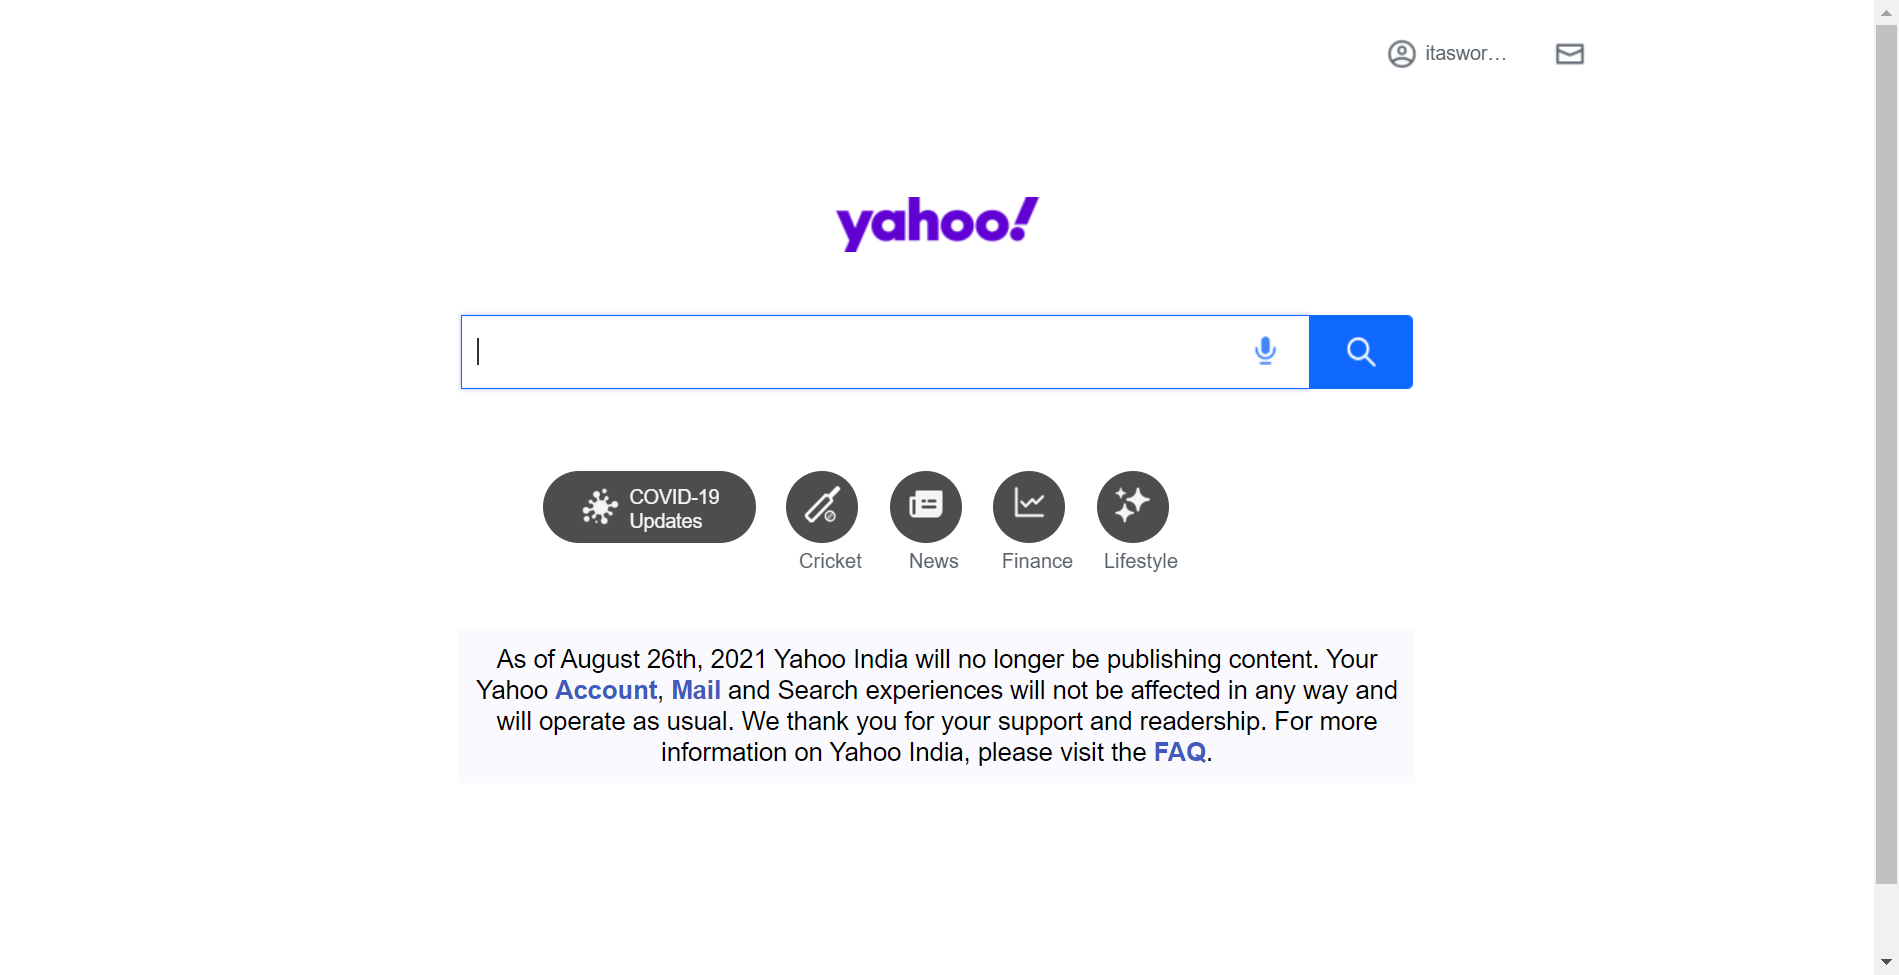 itaswor...
yahoo!
COVID-19
Updates
Cricket
News
Finance
Lifestyle
As of August 26th, 2021 Yahoo India will no longer be publishing content. Your
Yahoo Account, Mail and Search experiences will not be affected in any way and
will operate as usual. We thank you for your support and readership. For more
information on Yahoo India, please visit the FAQ.